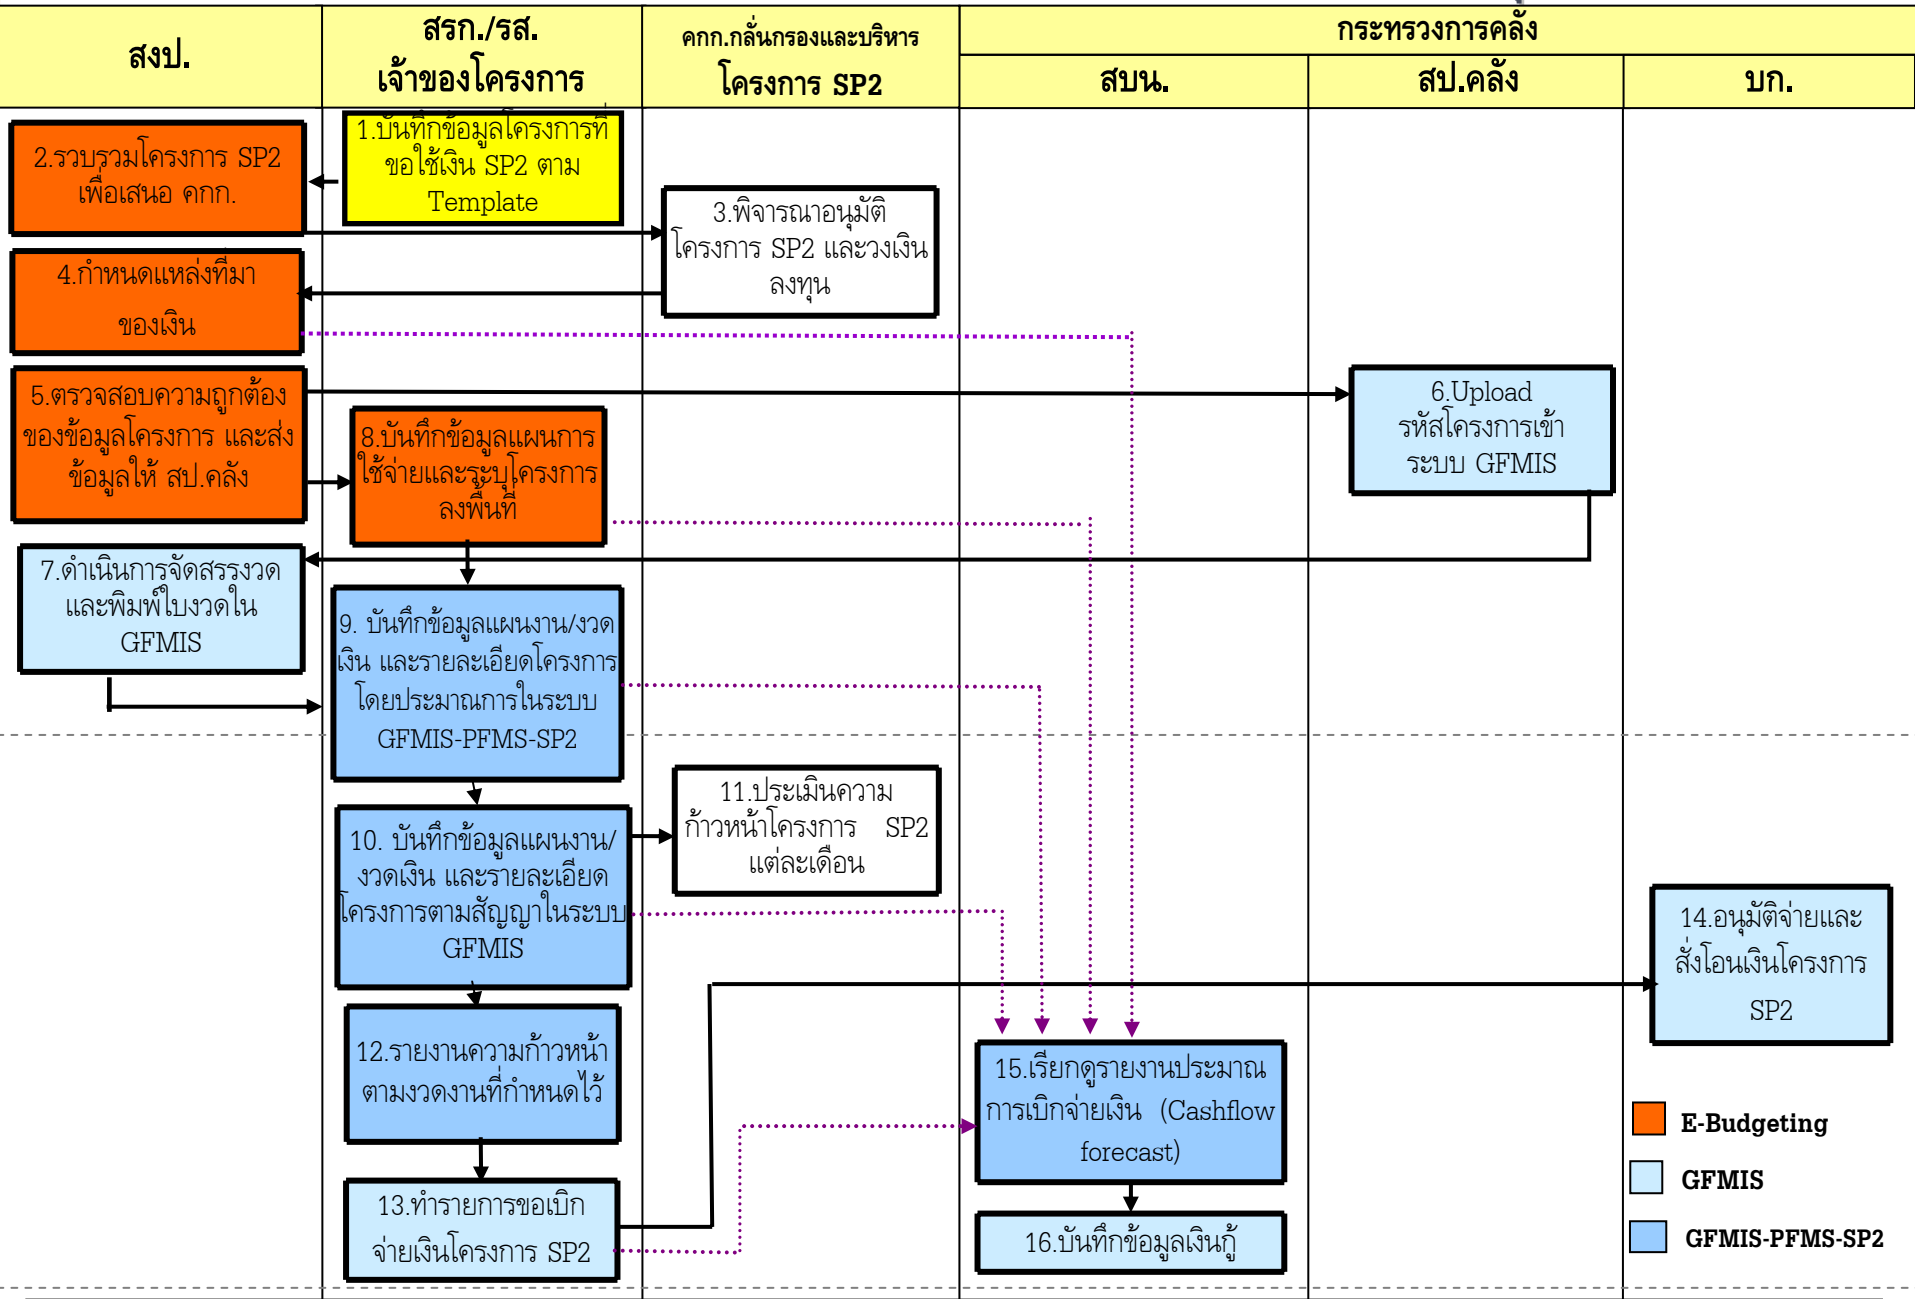 สงป.
สรก./รส.
เจ้าของโครงการ
คกก.กลั่นกรองและบริหาร
โครงการ SP2
กระทรวงการคลัง
สบน.
สป.คลัง
บก.
1.บันทึกข้อมูลโครงการที่
ขอใช้เงิน SP2 ตาม
Template
2.รวบรวมโครงการ SP2
เพื่อเสนอ คกก.
3.พิจารณาอนุมัติ
โครงการ SP2 และวงเงิน
ลงทุน
4.กำหนดแหล่งที่มา
ของเงิน
5.ตรวจสอบความถูกต้อง
ของข้อมูลโครงการ และส่ง
ข้อมูลให้ สป.คลัง
6.Upload
รหัสโครงการเข้า
ระบบ GFMIS
8.บันทึกข้อมูลแผนการ
ใช้จ่ายและระบุโครงการ
ลงพื้นที่
7.ดำเนินการจัดสรรงวด
และพิมพ์ใบงวดใน
GFMIS
9. บันทึกข้อมูลแผนงาน/งวด
เงิน และรายละเอียดโครงการ
โดยประมาณการในระบบ
GFMIS-PFMS-SP2
10. บันทึกข้อมูลแผนงาน/
งวดเงิน และรายละเอียด
โครงการตามสัญญาในระบบ
GFMIS
11.ประเมินความ
ก้าวหน้าโครงการ SP2
แต่ละเดือน
12.รายงานความก้าวหน้า
ตามงวดงานที่กำหนดไว้
13.ทำรายการขอเบิก
จ่ายเงินโครงการ SP2
14.อนุมัติจ่ายและ
สั่งโอนเงินโครงการ
SP2
15.เรียกดูรายงานประมาณ
การเบิกจ่ายเงิน (Cashflow
forecast)
16.บันทึกข้อมูลเงินกู้
E-Budgeting
GFMIS
GFMIS-PFMS-SP2